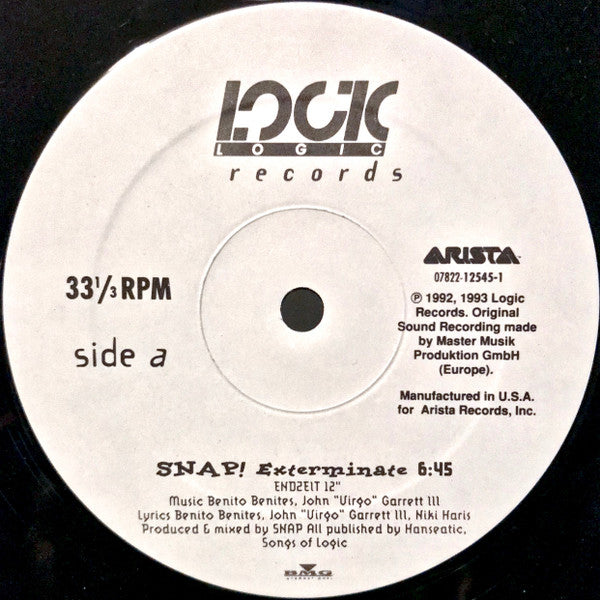 LOGIC
LOGIC
records
ARISTA
07822-12545-1
33 1/3 RPM
side a
℗ 1992, 1993 Logic
Records. Original
Sound Recording made
by Master Musik
Produktion GmbH
(Europe).
Manufactured in U.S.A.
for Arista Records, Inc.
SNAP! Exterminate 6:45
ENDZEIT 12"
Music Benito Benites, John "Virgo" Garrett III
Lyrics Benito Benites, John "Virgo" Garrett III, Niki Haris
Produced & mixed by SNAP All published by Hanseatic,
Songs of Logic
BMG